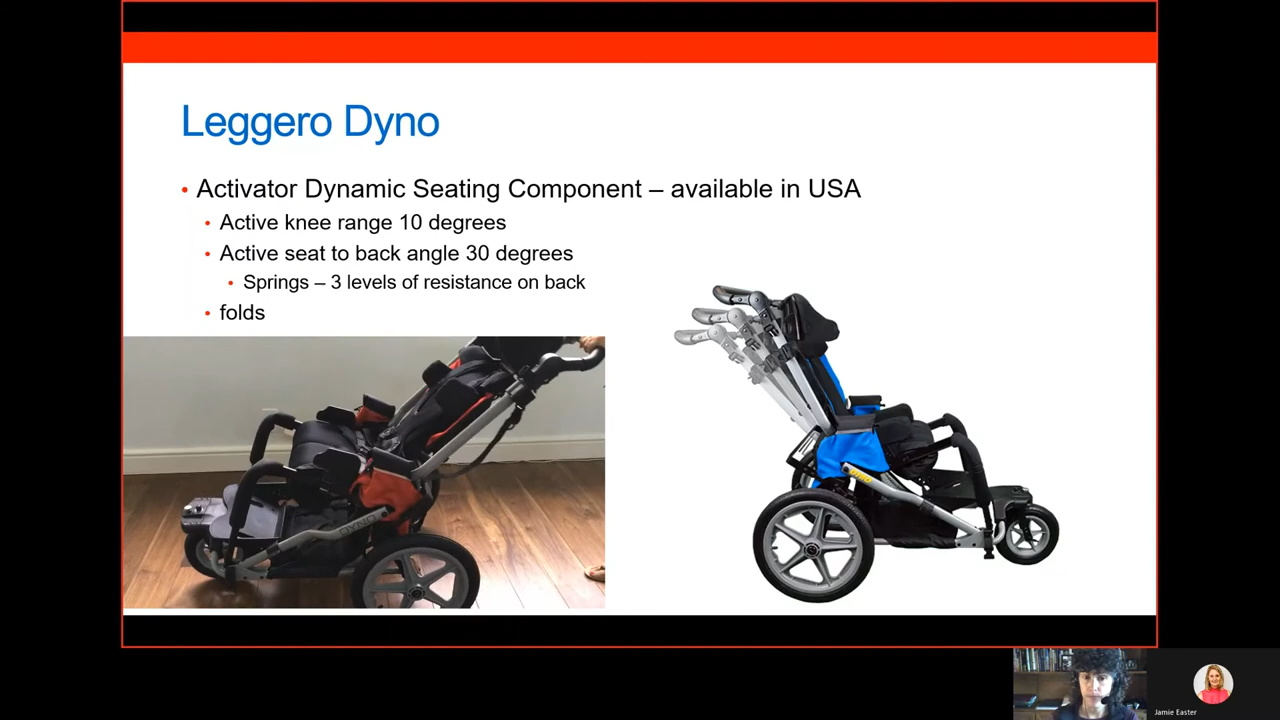 Leggero Dyno
• Activator Dynamic Seating Component – available in USA
• Active knee range 10 degrees
• Active seat to back angle 30 degrees
• Springs – 3 levels of resistance on back
• folds
DYNO
Jamie Easter